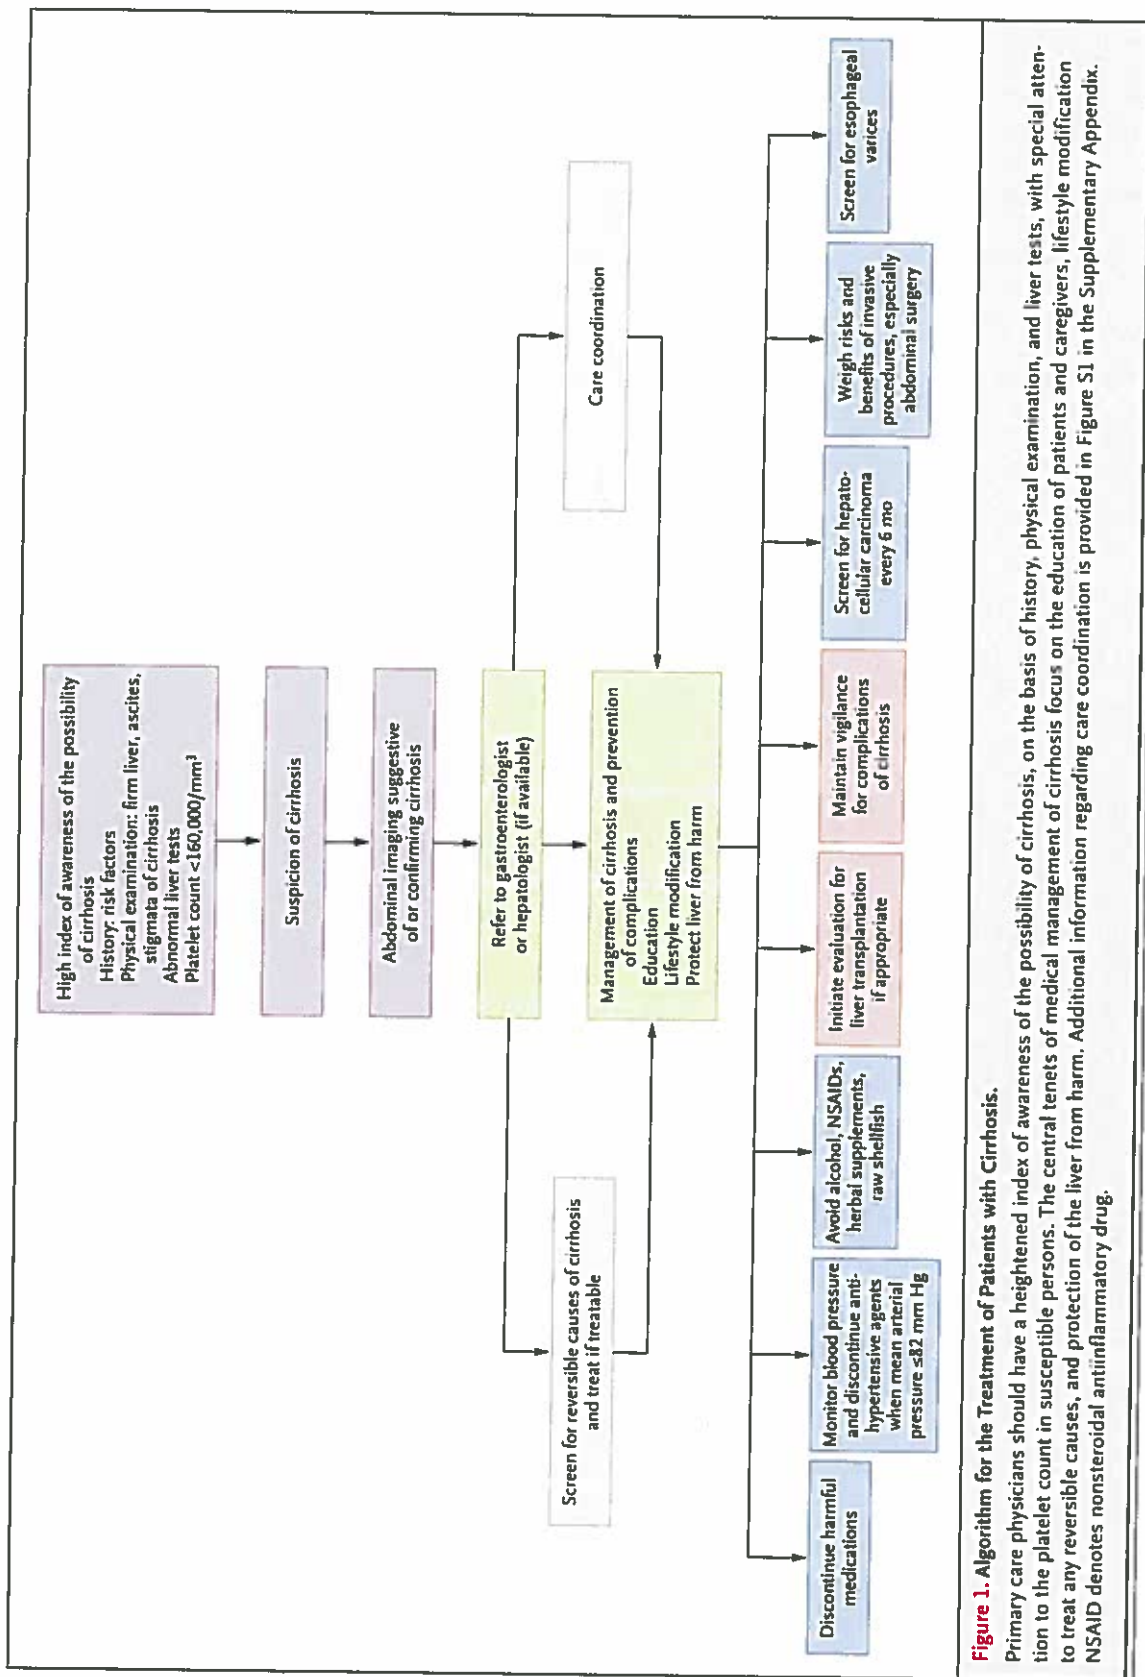 High index of awareness of the possibility
of cirrhosis
History: risk factors
Physical examination: firm liver, ascites,
stigmata of cirrhosis
Abnormal liver tests
Platelet count <160,000/mm³
Suspicion of cirrhosis
Abdominal imaging suggestive
of or confirming cirrhosis
Refer to gastroenterologist
or hepatologist (if available)
Screen for reversible causes of cirrhosis
and treat if treatable
Management of cirrhosis and prevention
of complications
Education
Lifestyle modification
Protect liver from harm
Care coordination
Discontinue harmful
medications
Monitor blood pressure
and discontinue anti-
hypertensive agents
when mean arterial
pressure ≤82 mm Hg
Avoid alcohol, NSAIDs,
herbal supplements,
raw shellfish
Initiate evaluation for
liver transplantation
if appropriate
Maintain vigilance
for complications
of cirrhosis
Screen for hepato-
cellular carcinoma
every 6 mo
Weigh risks and
benefits of invasive
procedures, especially
abdominal surgery
Screen for esophageal
varices
Figure 1. Algorithm for the Treatment of Patients with Cirrhosis.
Primary care physicians should have a heightened index of awareness of the possibility of cirrhosis, on the basis of history, physical examination, and liver tests, with special atten-
tion to the platelet count in susceptible persons. The central tenets of medical management of cirrhosis focus on the education of patients and caregivers, lifestyle modification
to treat any reversible causes, and protection of the liver from harm. Additional information regarding care coordination is provided in Figure S1 in the Supplementary Appendix.
NSAID denotes nonsteroidal antiinflammatory drug.